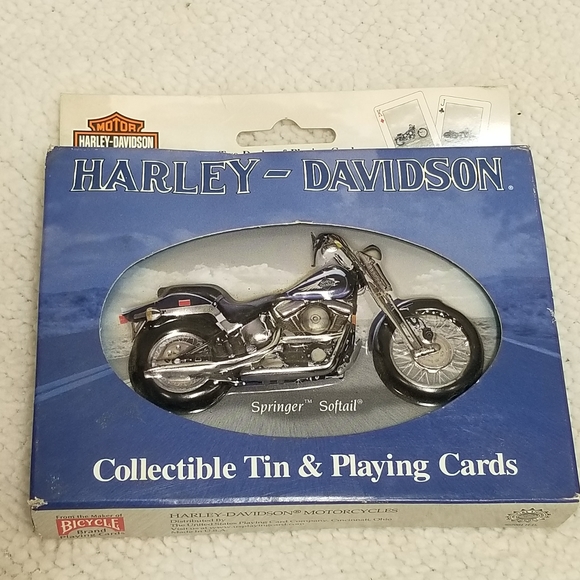 MOTOR
HARLEY-DAVIDSON
HARLEY - DAVIDSON®
Springer™ Softail®
Collectible Tin & Playing Cards
From the Maker of
BICYCLE
Brand
Playing Cards
HARLEY-DAVIDSON® MOTORCYCLES
Distributed By
The United States Playing Card Company, Cincinnati, Ohio